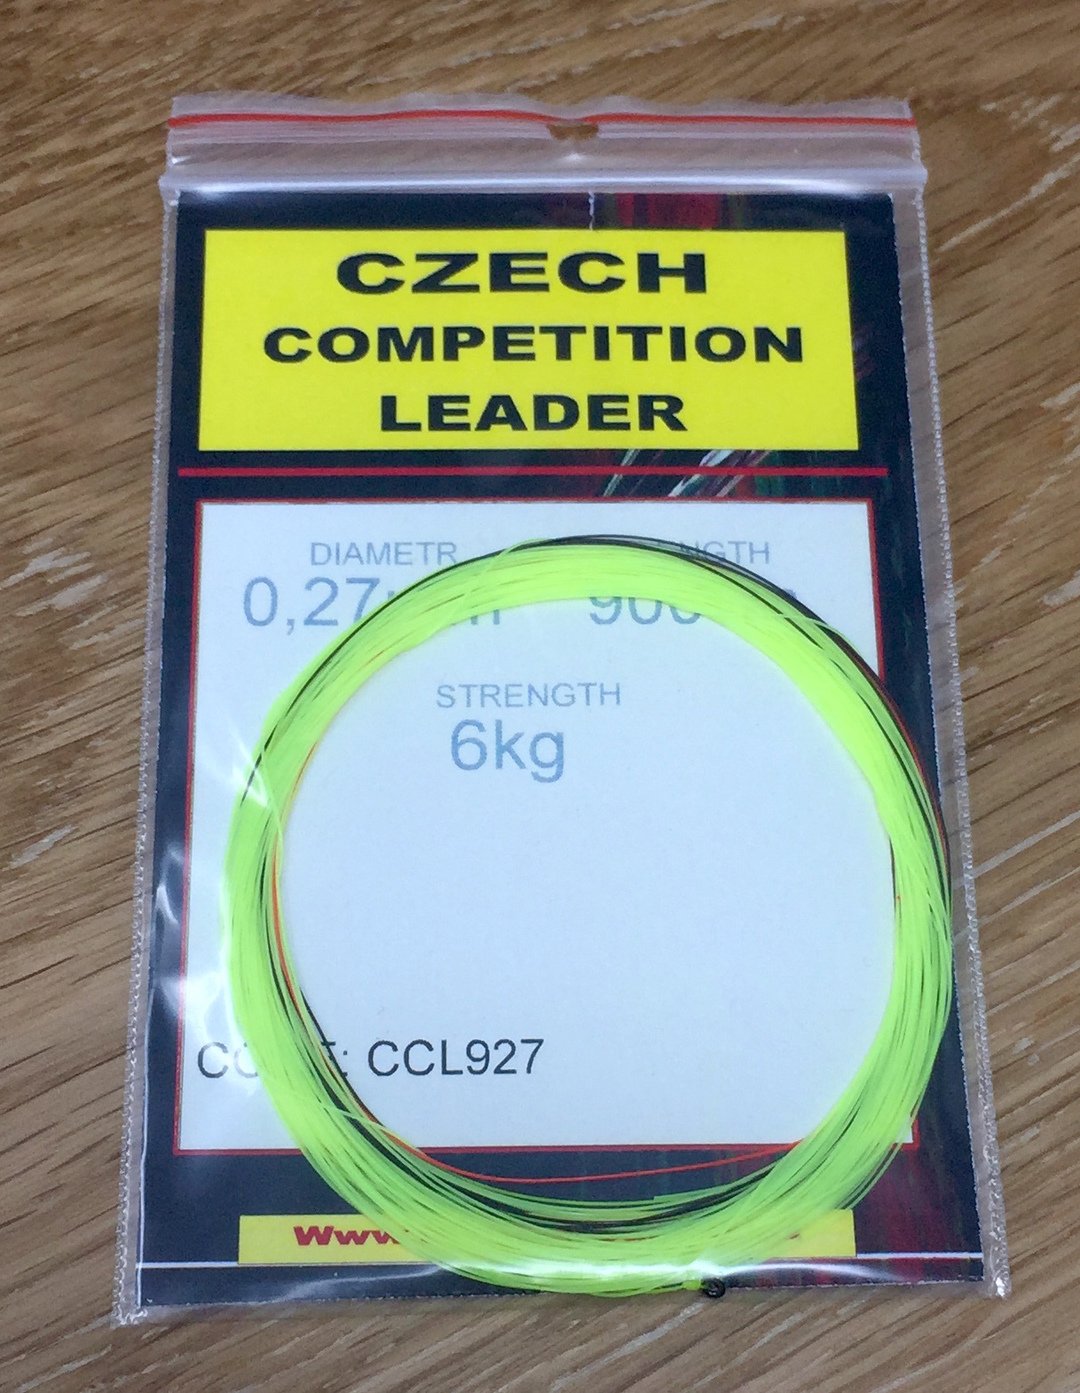 CZECH
COMPETITION
LEADER
DIAMETR
STRENGTH
6kg
CCL927